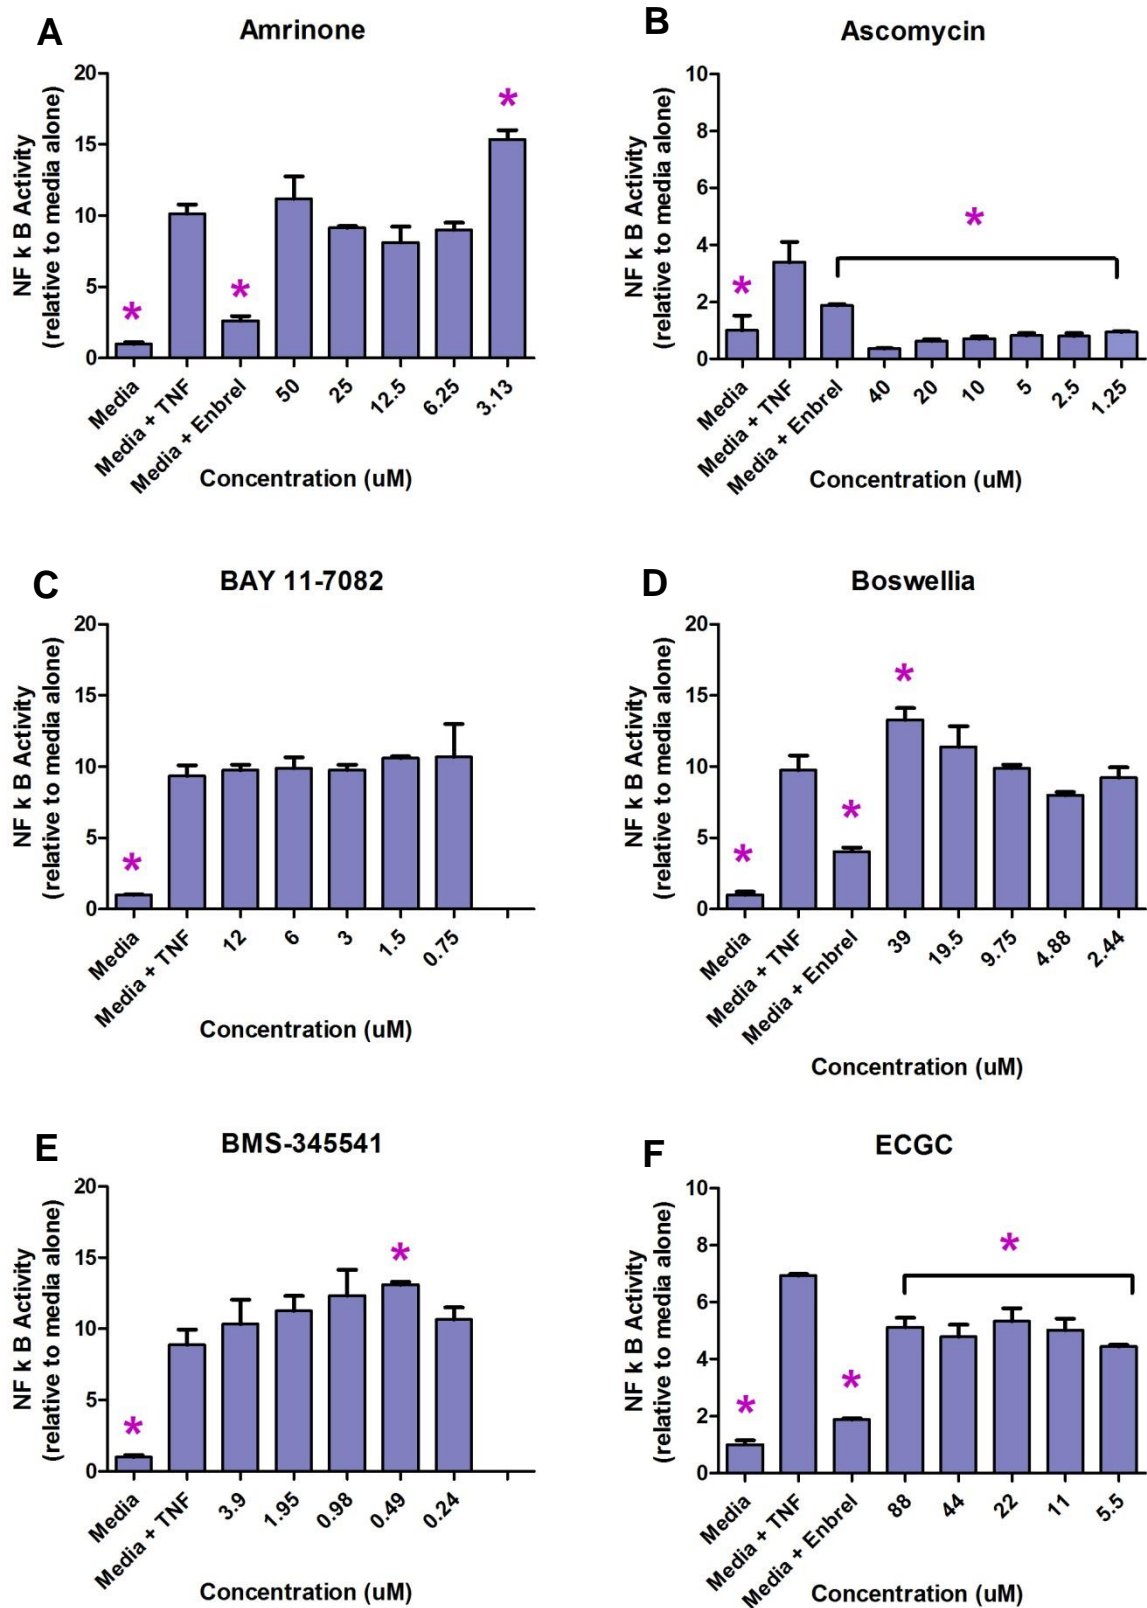 A
Amrinone
NF k B Activity
(relative to media alone)
20
15
10
5
0
*
*
*
Media
Media + TNF
Media + Enbrel
50
25
12.5
6.25
3.13
Concentration (uM)
B
Ascomycin
NF k B Activity
(relative to media alone)
10
8
6
4
2
0
*
*
Media
Media + TNF
Media + Enbrel
40
20
10
5
2.5
1.25
Concentration (uM)
C
BAY 11-7082
NF k B Activity
(relative to media alone)
20
15
10
5
0
*
Media
Media + TNF
12
6
3
1.5
0.75
Concentration (uM)
D
Boswellia
NF k B Activity
(relative to media alone)
20
15
10
5
0
*
*
*
Media
Media + TNF
Media + Enbrel
39
19.5
9.75
4.88
2.44
Concentration (uM)
E
BMS-345541
NF k B Activity
(relative to media alone)
20
15
10
5
0
*
*
Media
Media + TNF
3.9
1.95
0.98
0.49
0.24
Concentration (uM)
F
ECGC
NF k B Activity
(relative to media alone)
10
8
6
4
2
0
*
*
*
Media
Media + TNF
Media + Enbrel
88
44
22
11
5.5
Concentration (uM)